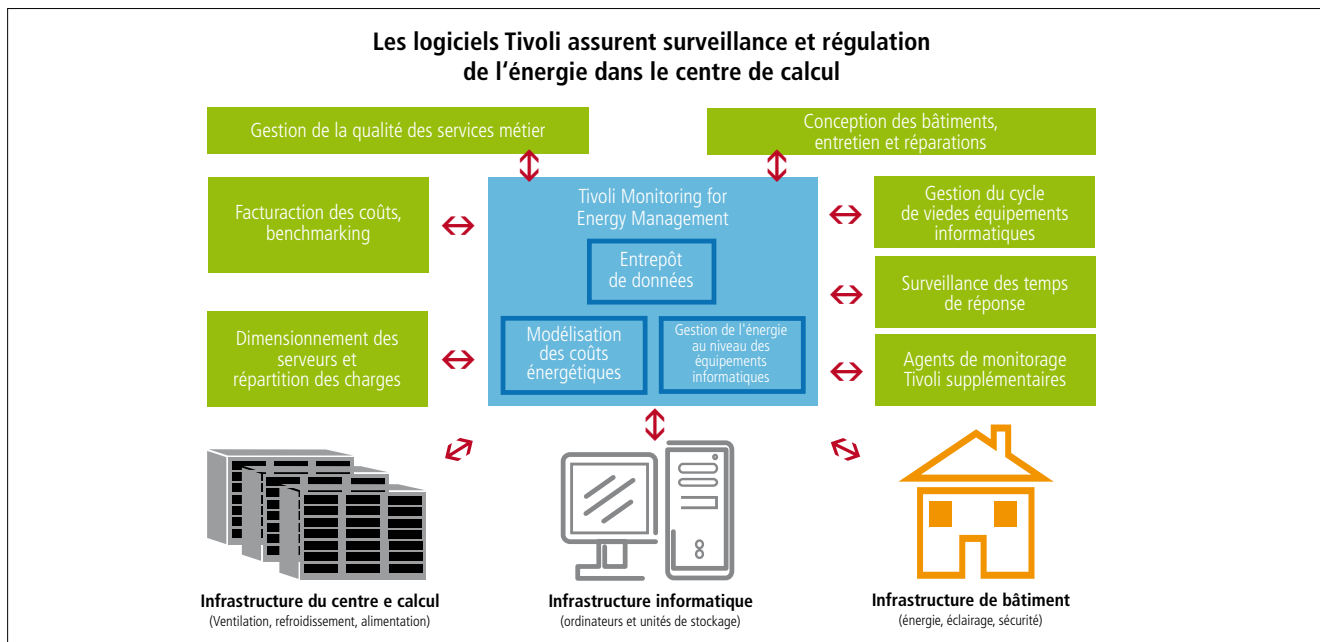 Les logiciels Tivoli assurent surveillance et régulation
de l'énergie dans le centre de calcul
Gestion de la qualité des services métier
Conception des bâtiments,
entretien et réparations
Facturaction des coûts,
benchmarking
Tivoli Monitoring for
Energy Management
Gestion du cycle
de viedes équipements
informatiques
Entrepôt
de données
Surveillance des temps
de réponse
Dimensionnement des
serveurs et
répartition des charges
Modélisation
des coûts
énergétiques
Gestion de l'énergie
au niveau des
équipements
informatiques
Agents de monitorage
Tivoli supplémentaires
Infrastructure du centre e calcul
(Ventilation, refroidissement, alimentation)
Infrastructure informatique
(ordinateurs et unités de stockage)
Infrastructure de bâtiment
(énergie, éclairage, sécurité)